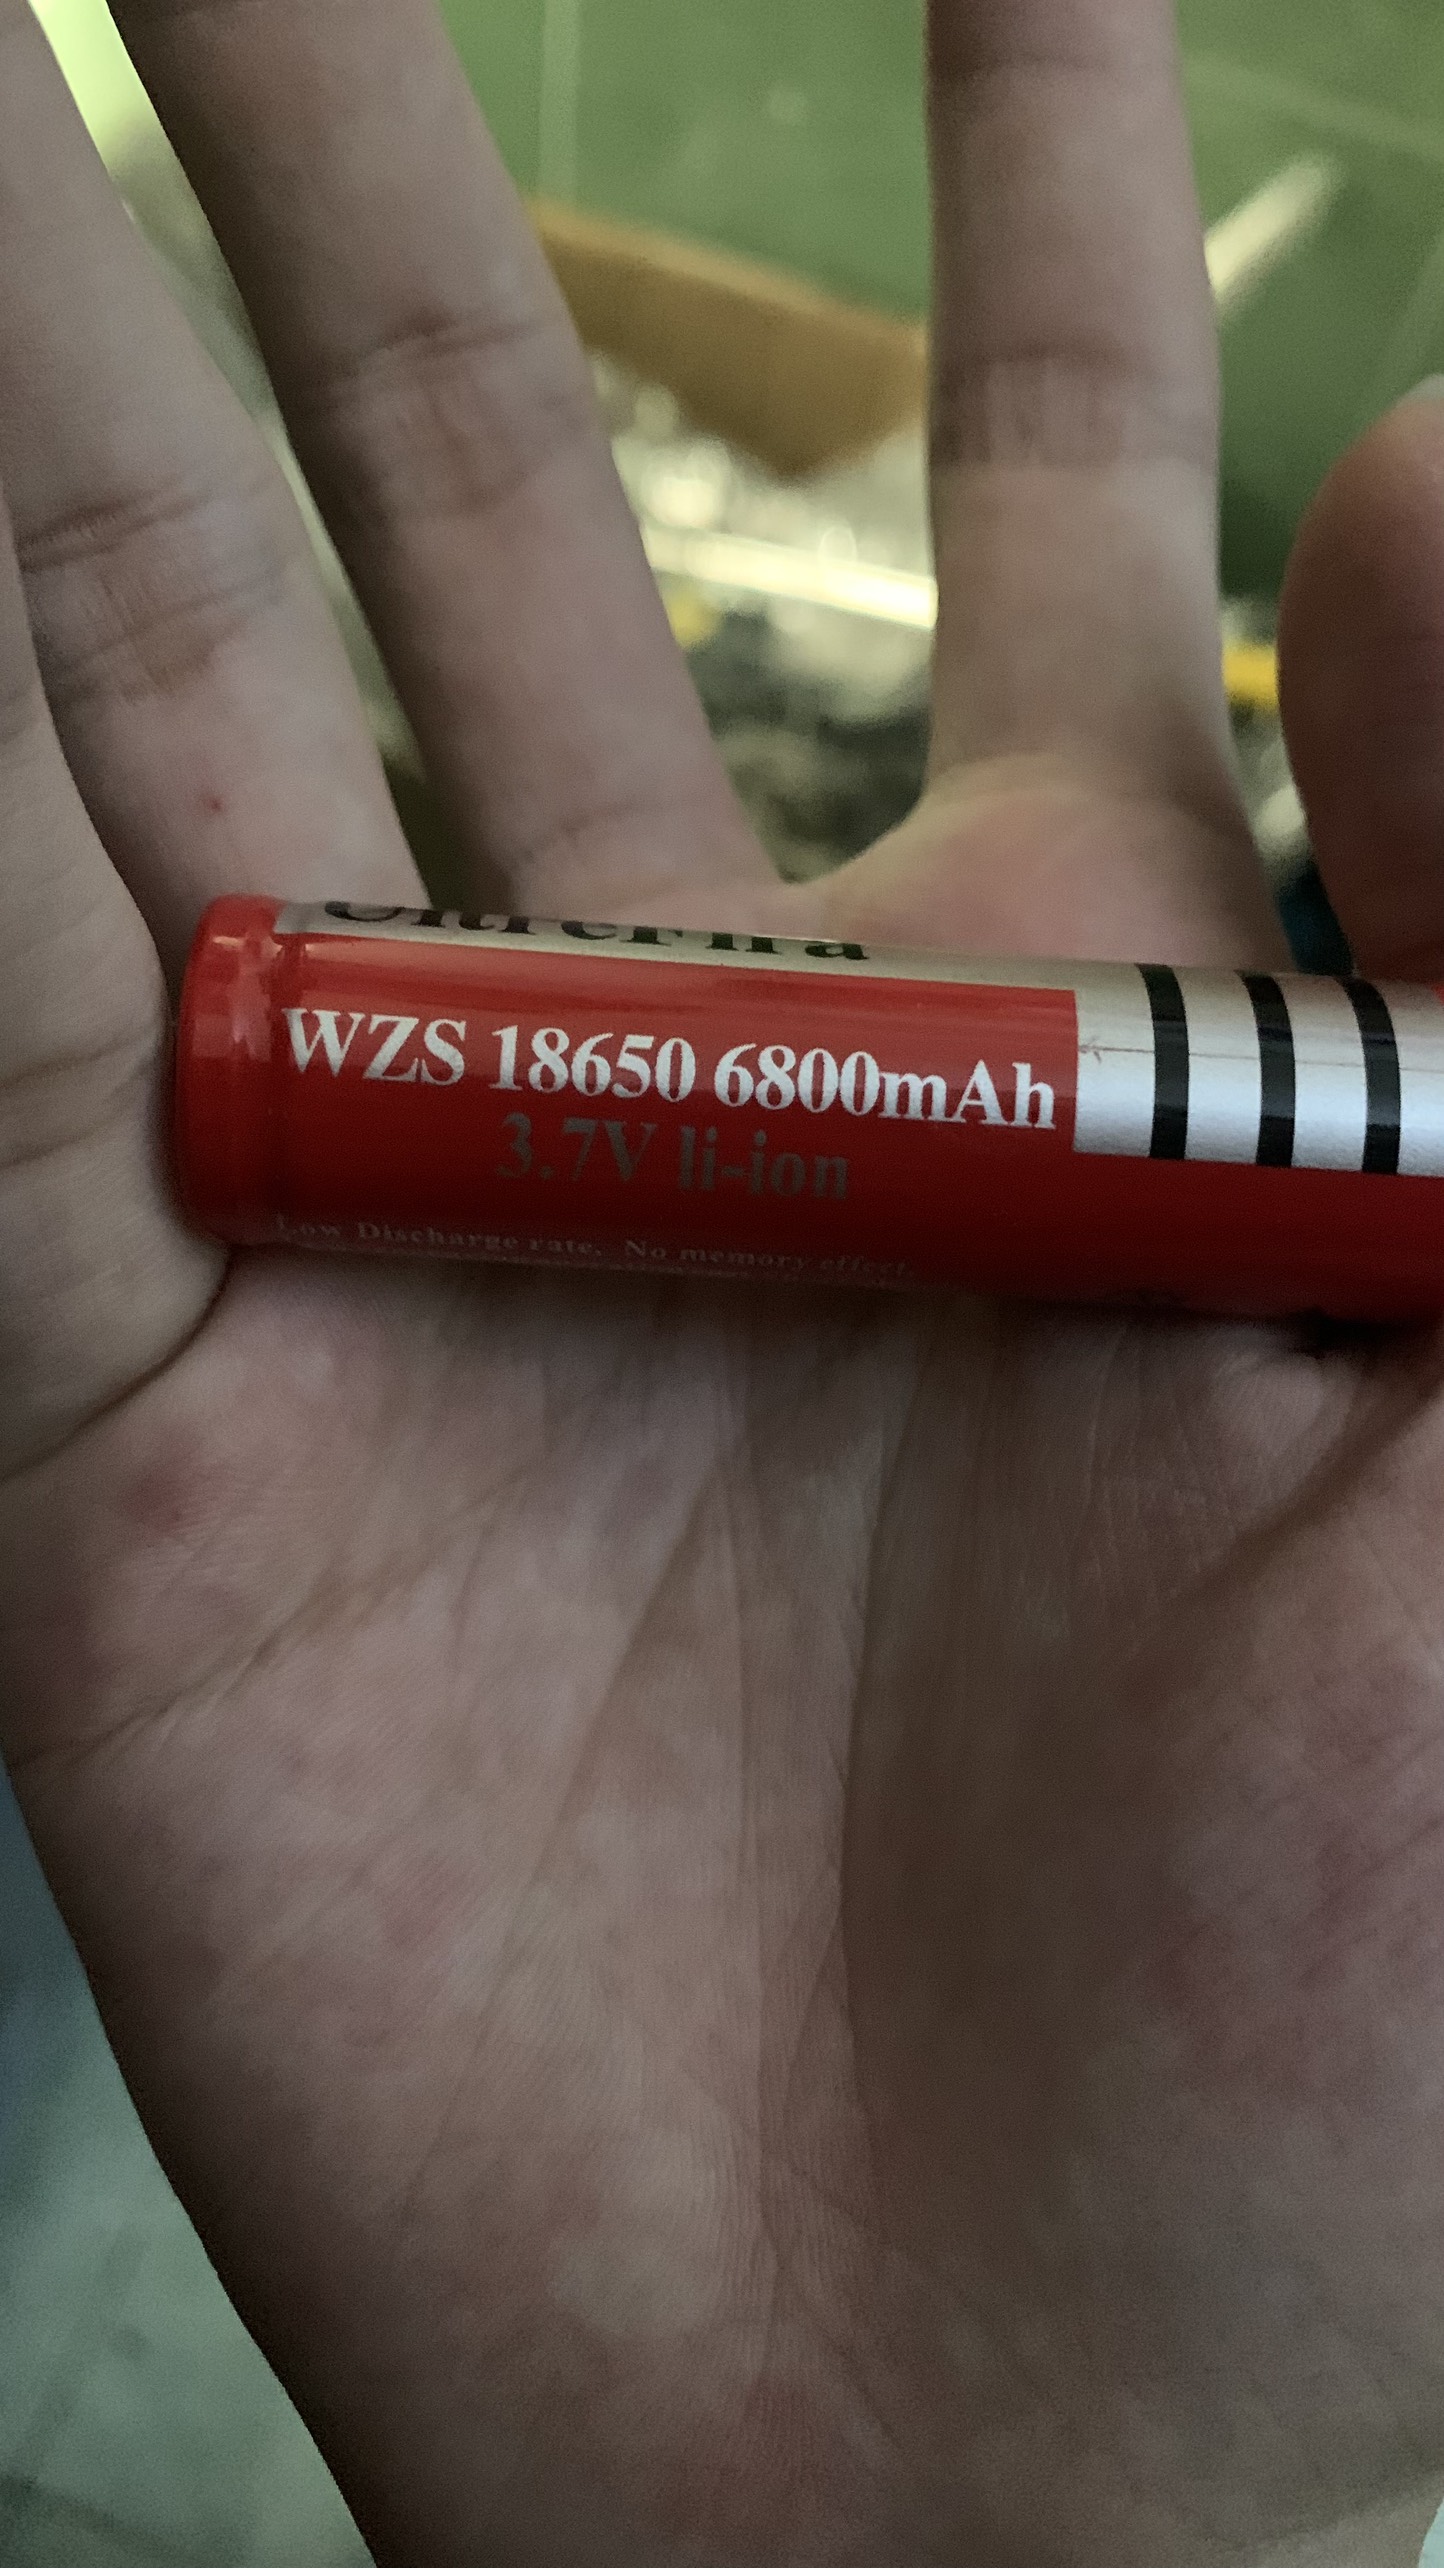 WZS 18650 6800mAh
3.7V li-ion
Low Discharge rate. No memory effect.